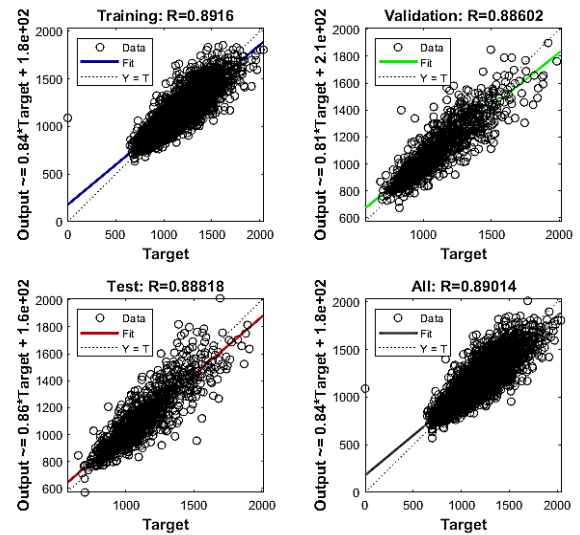 Training: R=0.8916
Output ~= 0.84*Target + 1.8e+02
2000
1500
1000
500
0
Data
Fit
Y = T
0
500
1000
1500
2000
Target
Validation: R=0.88602
Output ~= 0.81*Target + 2.1e+02
2000
1800
1600
1400
1200
1000
800
600
Data
Fit
Y = T
1000
1500
2000
Target
Test: R=0.88818
Output ~= 0.86*Target + 1.6e+02
2000
1800
1600
1400
1200
1000
800
600
Data
Fit
Y = T
1000
1500
2000
Target
All: R=0.89014
Output ~= 0.84*Target + 1.8e+02
2000
1500
1000
500
0
Data
Fit
Y = T
0
500
1000
1500
2000
Target